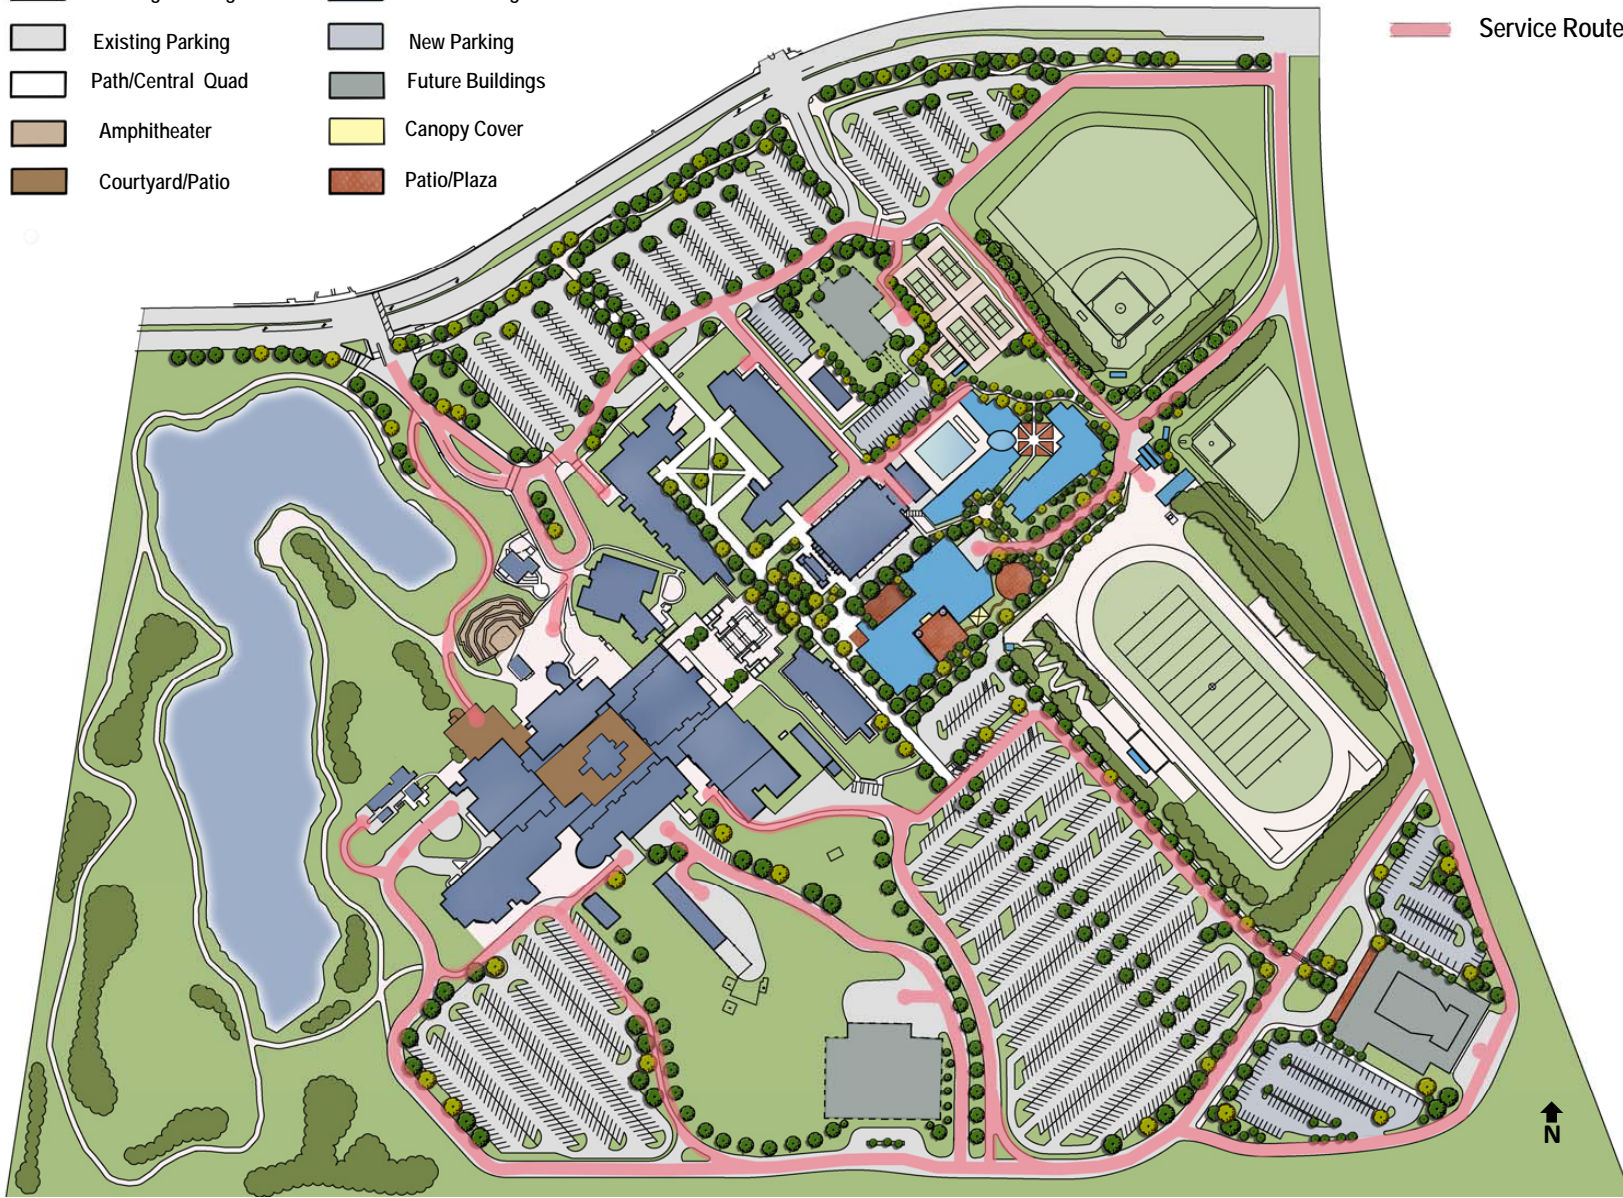 Existing Parking
New Parking
Service Route
Path/Central Quad
Future Buildings
Amphitheater
Canopy Cover
Courtyard/Patio
Patio/Plaza
N